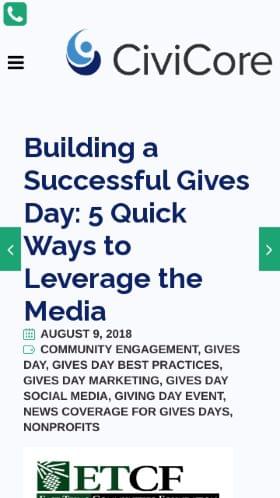 CiviCore
Building a
Successful Gives
Day: 5 Quick
Ways to
Leverage the
Media
AUGUST 9, 2018
COMMUNITY ENGAGEMENT, GIVES
DAY, GIVES DAY BEST PRACTICES,
GIVES DAY MARKETING, GIVES DAY
SOCIAL MEDIA, GIVING DAY EVENT,
NEWS COVERAGE FOR GIVES DAYS,
NONPROFITS
ETCF